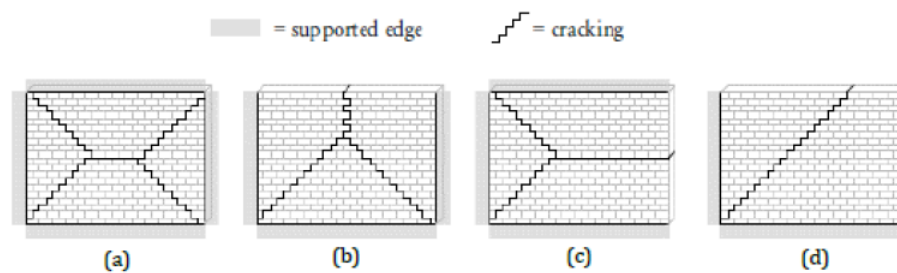 = supported edge
= cracking
(a)
(b)
(c)
(d)